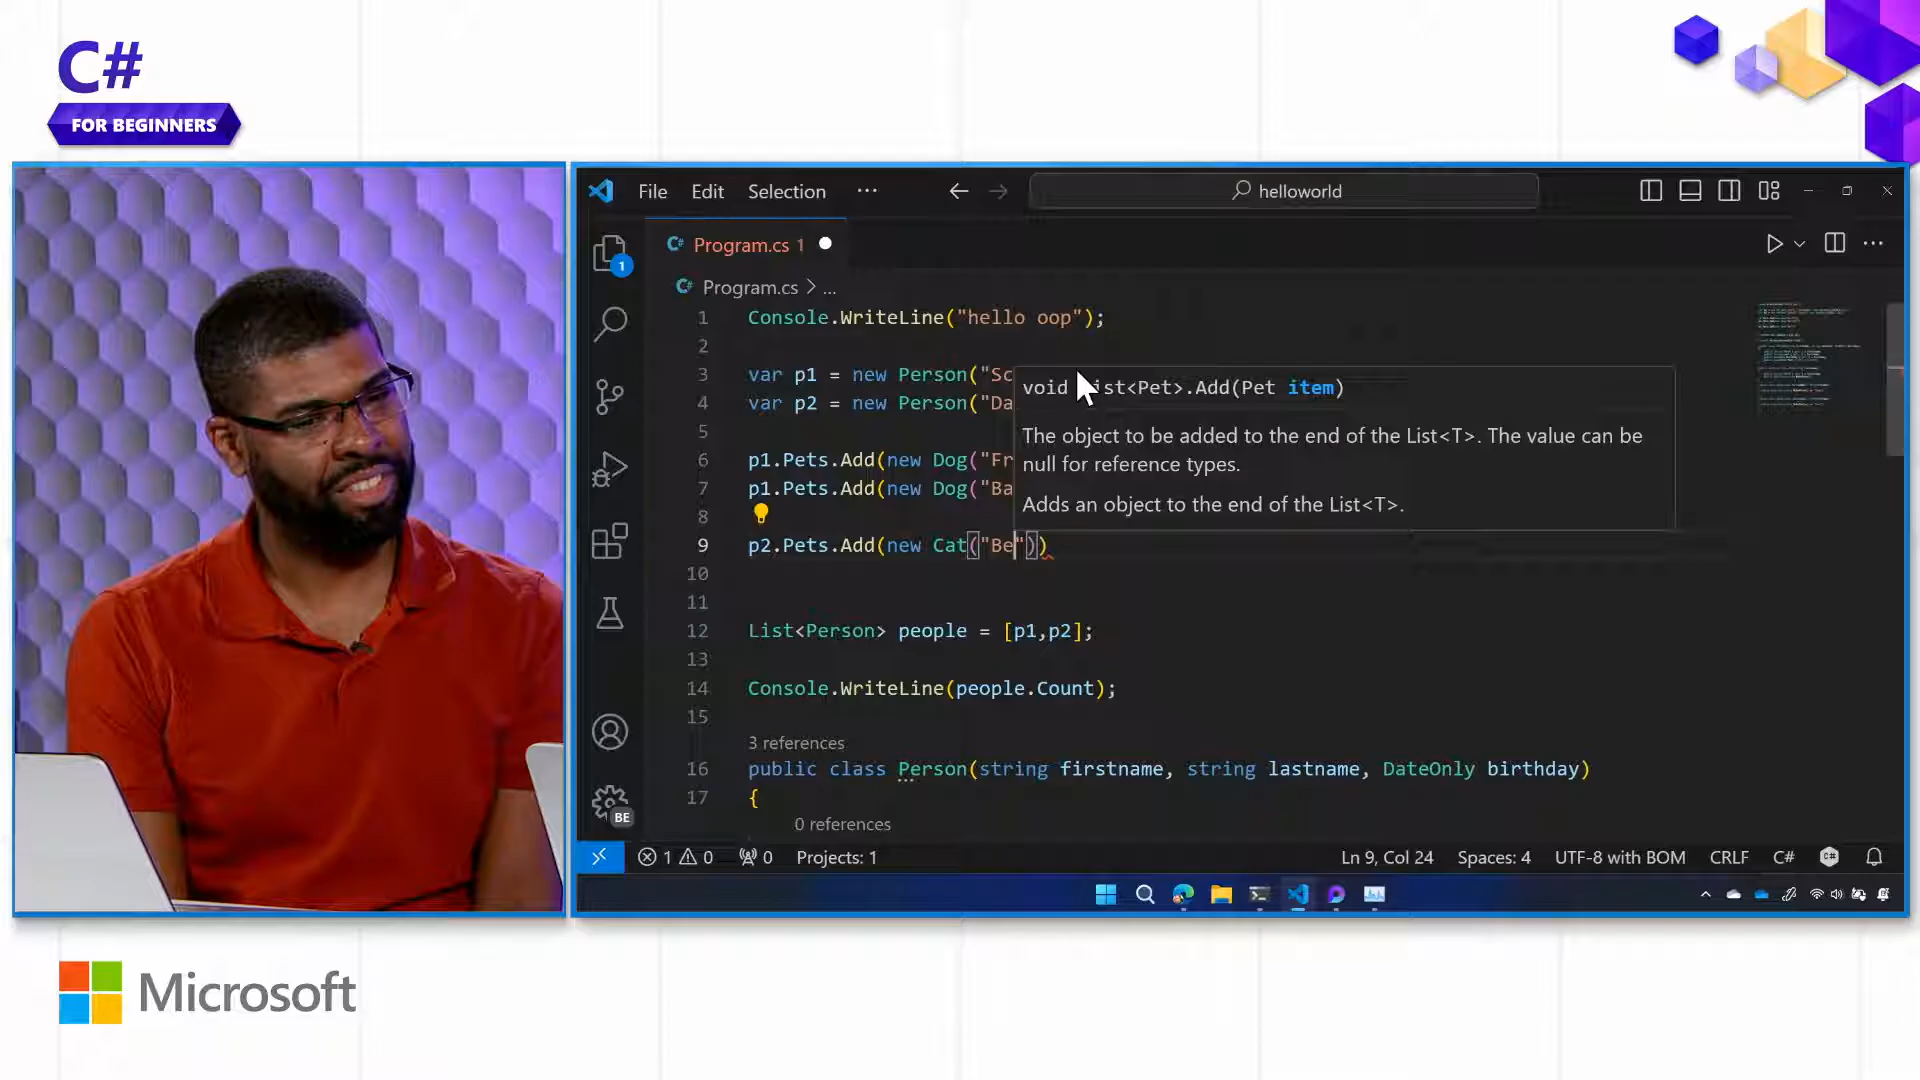 C#
FOR BEGINNERS
File Edit Selection ··· helloworld
C# Program.cs 1
1
C# Program.cs > ...
1 Console.WriteLine("hello oop");
2
3 var p1 = new Person("Sc
4 var p2 = new Person("Da
void List<Pet>.Add(Pet item)
The object to be added to the end of the List<T>. The value can be
null for reference types.
Adds an object to the end of the List<T>.
5
6 p1.Pets.Add(new Dog("Fr
7 p1.Pets.Add(new Dog("Ba
8
9 p2.Pets.Add(new Cat("Be"))
10
11
12 List<Person> people = [p1,p2];
13
14 Console.WriteLine(people.Count);
15
3 references
16 public class Person(string firstname, string lastname, DateOnly birthday)
17 {
0 references
BE
1 0 0 Projects: 1 Ln 9, Col 24 Spaces: 4 UTF-8 with BOM CRLF C#
Microsoft